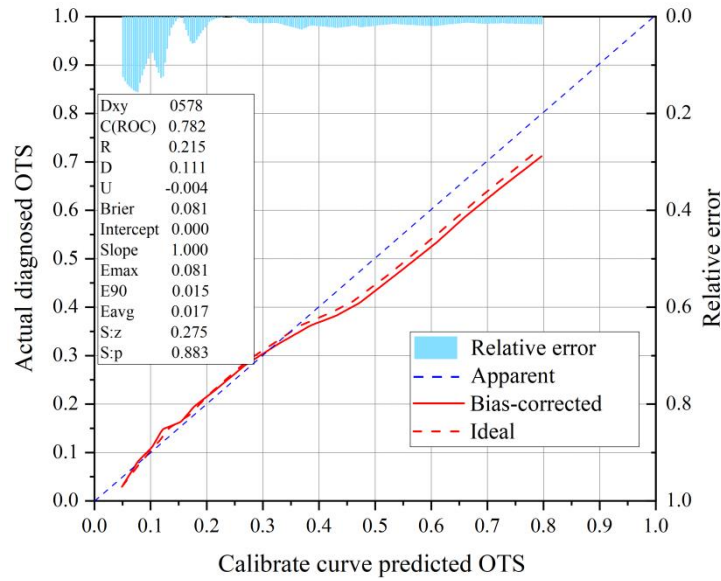 1.0
0.9
0.8
0.7
0.6
0.5
0.4
0.3
0.2
0.1
0.0
Actual diagnosed OTS
0.0
0.2
0.4
0.6
0.8
1.0
Relative error
Dxy 0578
C(ROC) 0.782
R 0.215
D 0.111
U -0.004
Brier 0.081
Intercept 0.000
Slope 1.000
Emax 0.081
E90 0.015
Eavg 0.017
S:z 0.275
S:p 0.883
Relative error
Apparent
Bias-corrected
Ideal
0.0 0.1 0.2 0.3 0.4 0.5 0.6 0.7 0.8 0.9 1.0
Calibrate curve predicted OTS